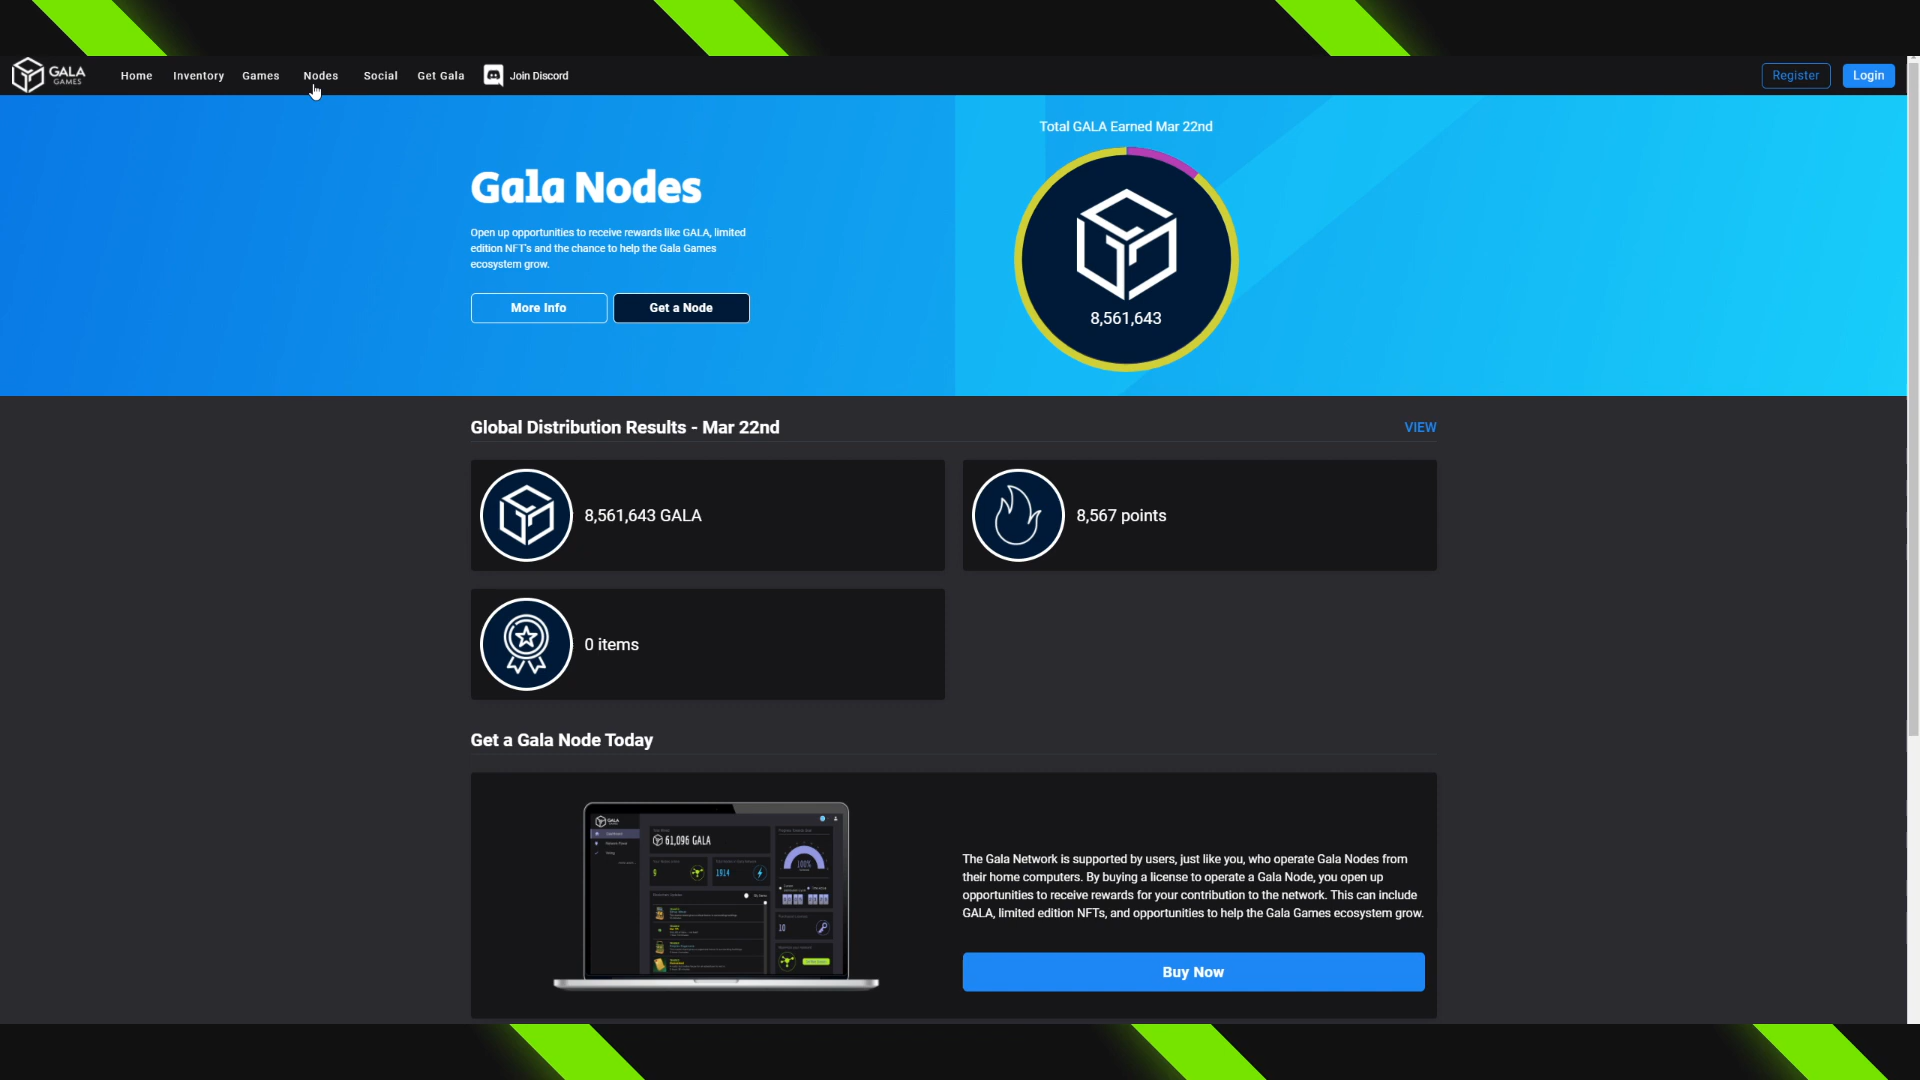 GALA
GAMES
Home
Inventory
Games
Nodes
Social
Get Gala
Join Discord
Register
Login
Total GALA Earned Mar 22nd
Gala Nodes
Open up opportunities to receive rewards like GALA, limited
edition NFT's and the chance to help the Gala Games
ecosystem grow.
More Info
Get a Node
8,561,643
Global Distribution Results - Mar 22nd
VIEW
8,561,643 GALA
8,567 points
0 items
Get a Gala Node Today
GALA
61,096 GALA
100%
9
1914
10
The Gala Network is supported by users, just like you, who operate Gala Nodes from
their home computers. By buying a license to operate a Gala Node, you open up
opportunities to receive rewards for your contribution to the network. This can include
GALA, limited edition NFTs, and opportunities to help the Gala Games ecosystem grow.
Buy Now